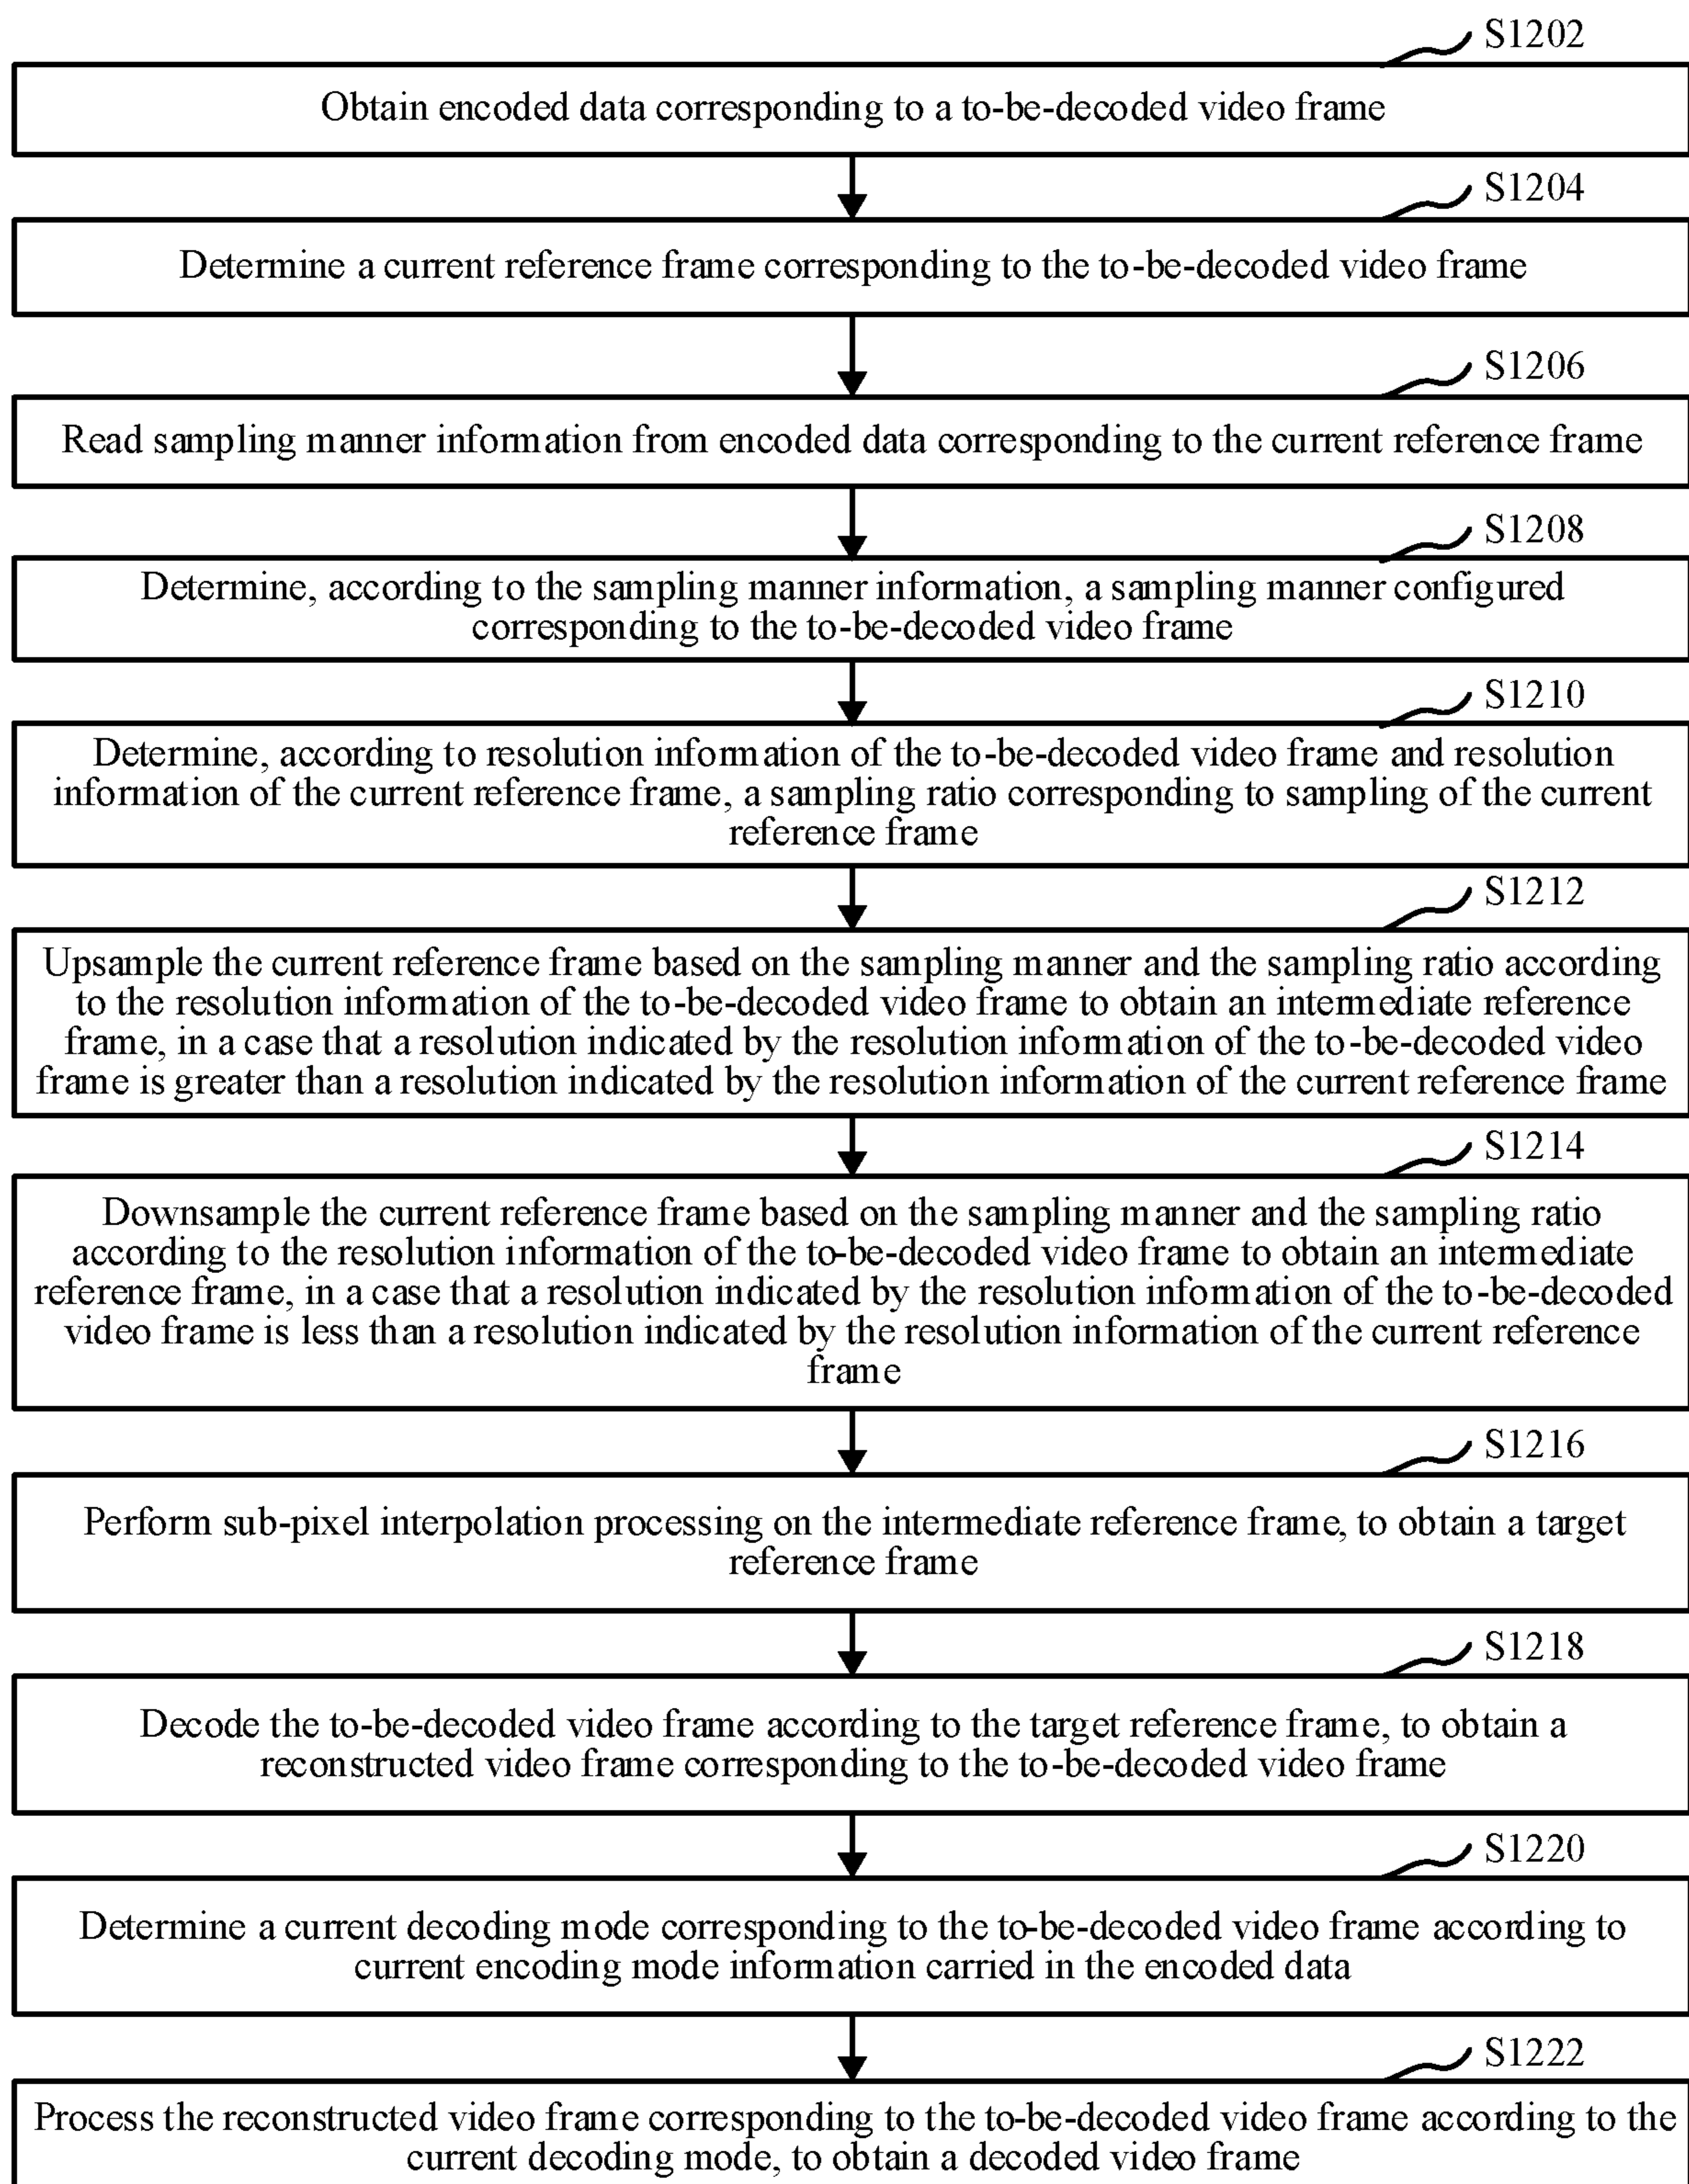 S1202
Obtain encoded data corresponding to a to-be-decoded video frame
S1204
Determine a current reference frame corresponding to the to-be-decoded video frame
S1206
Read sampling manner information from encoded data corresponding to the current reference frame
S1208
Determine, according to the sampling manner information, a sampling manner configured
corresponding to the to-be-decoded video frame
S1210
Determine, according to resolution information of the to-be-decoded video frame and resolution
information of the current reference frame, a sampling ratio corresponding to sampling of the current
reference frame
S1212
Upsample the current reference frame based on the sampling manner and the sampling ratio according
to the resolution information of the to-be-decoded video frame to obtain an intermediate reference
frame, in a case that a resolution indicated by the resolution information of the to-be-decoded video
frame is greater than a resolution indicated by the resolution information of the current reference frame
S1214
Downsample the current reference frame based on the sampling manner and the sampling ratio
according to the resolution information of the to-be-decoded video frame to obtain an intermediate
reference frame, in a case that a resolution indicated by the resolution information of the to-be-decoded
video frame is less than a resolution indicated by the resolution information of the current reference
frame
S1216
Perform sub-pixel interpolation processing on the intermediate reference frame, to obtain a target
reference frame
S1218
Decode the to-be-decoded video frame according to the target reference frame, to obtain a
reconstructed video frame corresponding to the to-be-decoded video frame
S1220
Determine a current decoding mode corresponding to the to-be-decoded video frame according to
current encoding mode information carried in the encoded data
S1222
Process the reconstructed video frame corresponding to the to-be-decoded video frame according to the
current decoding mode, to obtain a decoded video frame